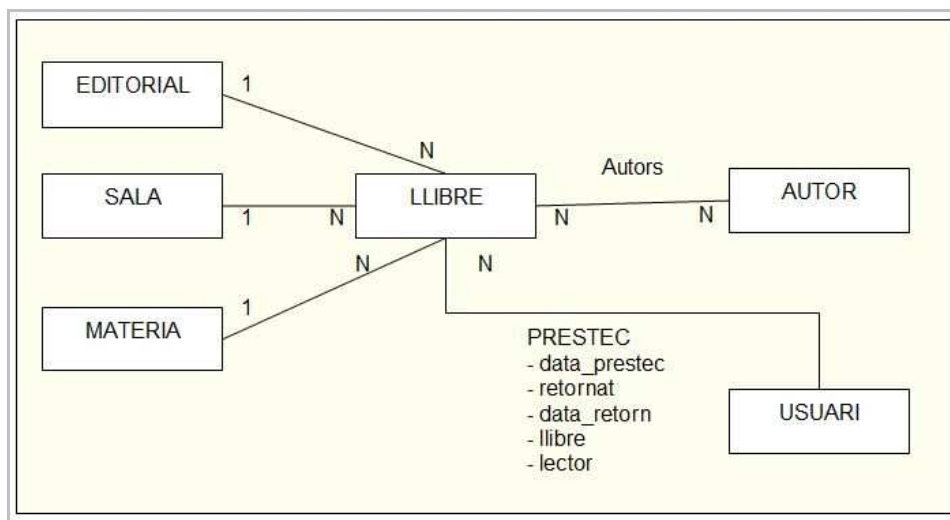 EDITORIAL
1
N
SALA
1
N
LLIBRE
Autors
N
N
AUTOR
MATERIA
1
N
N
PRESTEC
- data_prestec
- retornat
- data_retorn
- llibre
- lector
USUARI